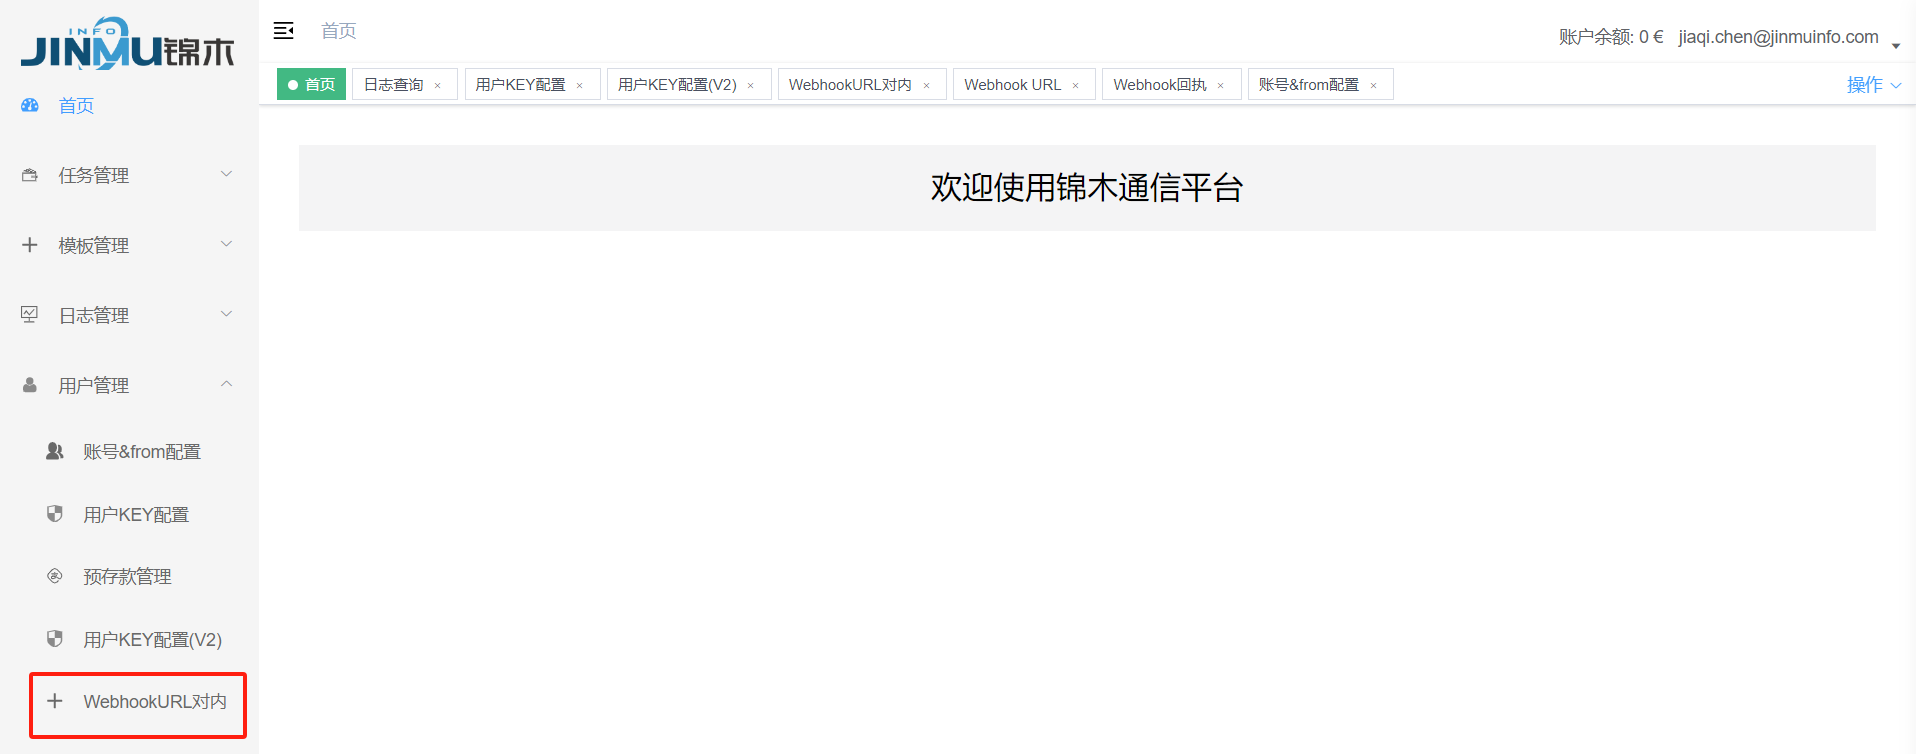 INFO
JINMU锦木
首页
任务管理
模板管理
日志管理
用户管理
账号&from配置
用户KEY配置
预存款管理
用户KEY配置(V2)
WebhookURL对内
首页
账户余额: 0 € jiaqi.chen@jinmuinfo.com
首页 日志查询 × 用户KEY配置 × 用户KEY配置(V2) × WebhookURL对内 × Webhook URL × Webhook回执 × 账号&from配置 × 操作
欢迎使用锦木通信平台